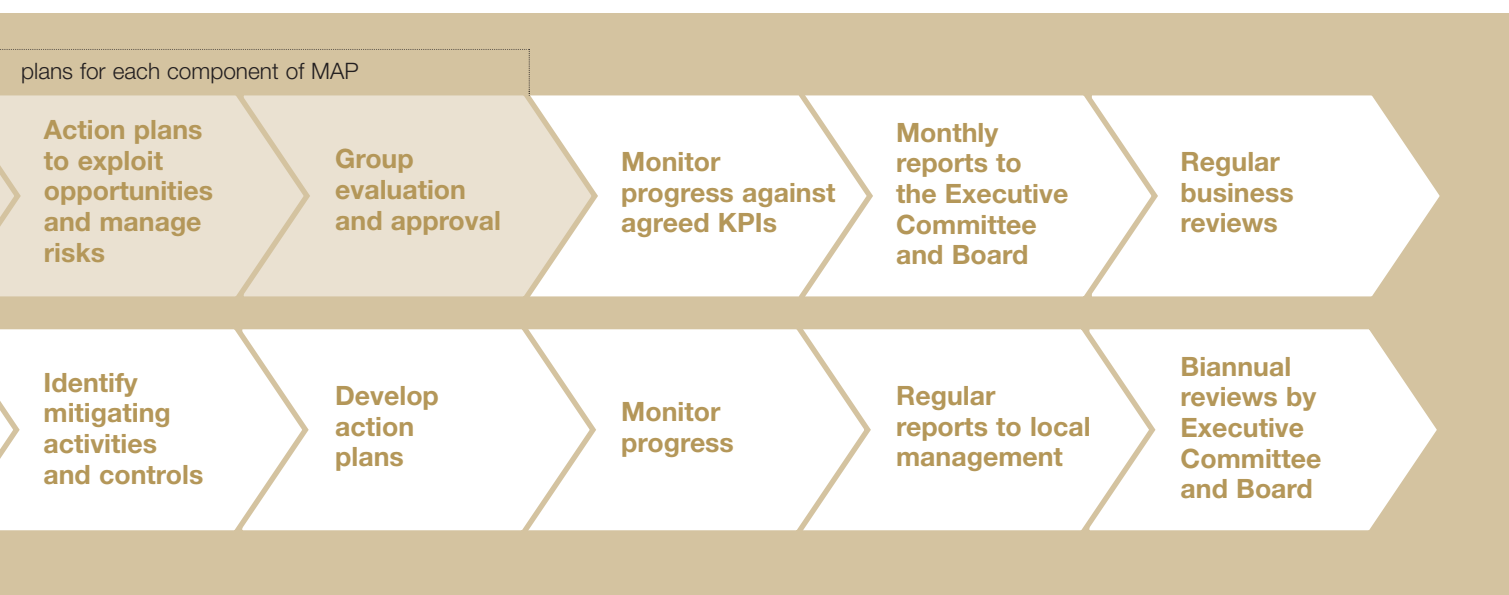 plans for each component of MAP
Action plans
to exploit
opportunities
and manage
risks
Group
evaluation
and approval
Monitor
progress against
agreed KPIs
Monthly
reports to
the Executive
Committee
and Board
Regular
business
reviews
Identify
mitigating
activities
and controls
Develop
action
plans
Monitor
progress
Regular
reports to local
management
Biannual
reviews by
Executive
Committee
and Board